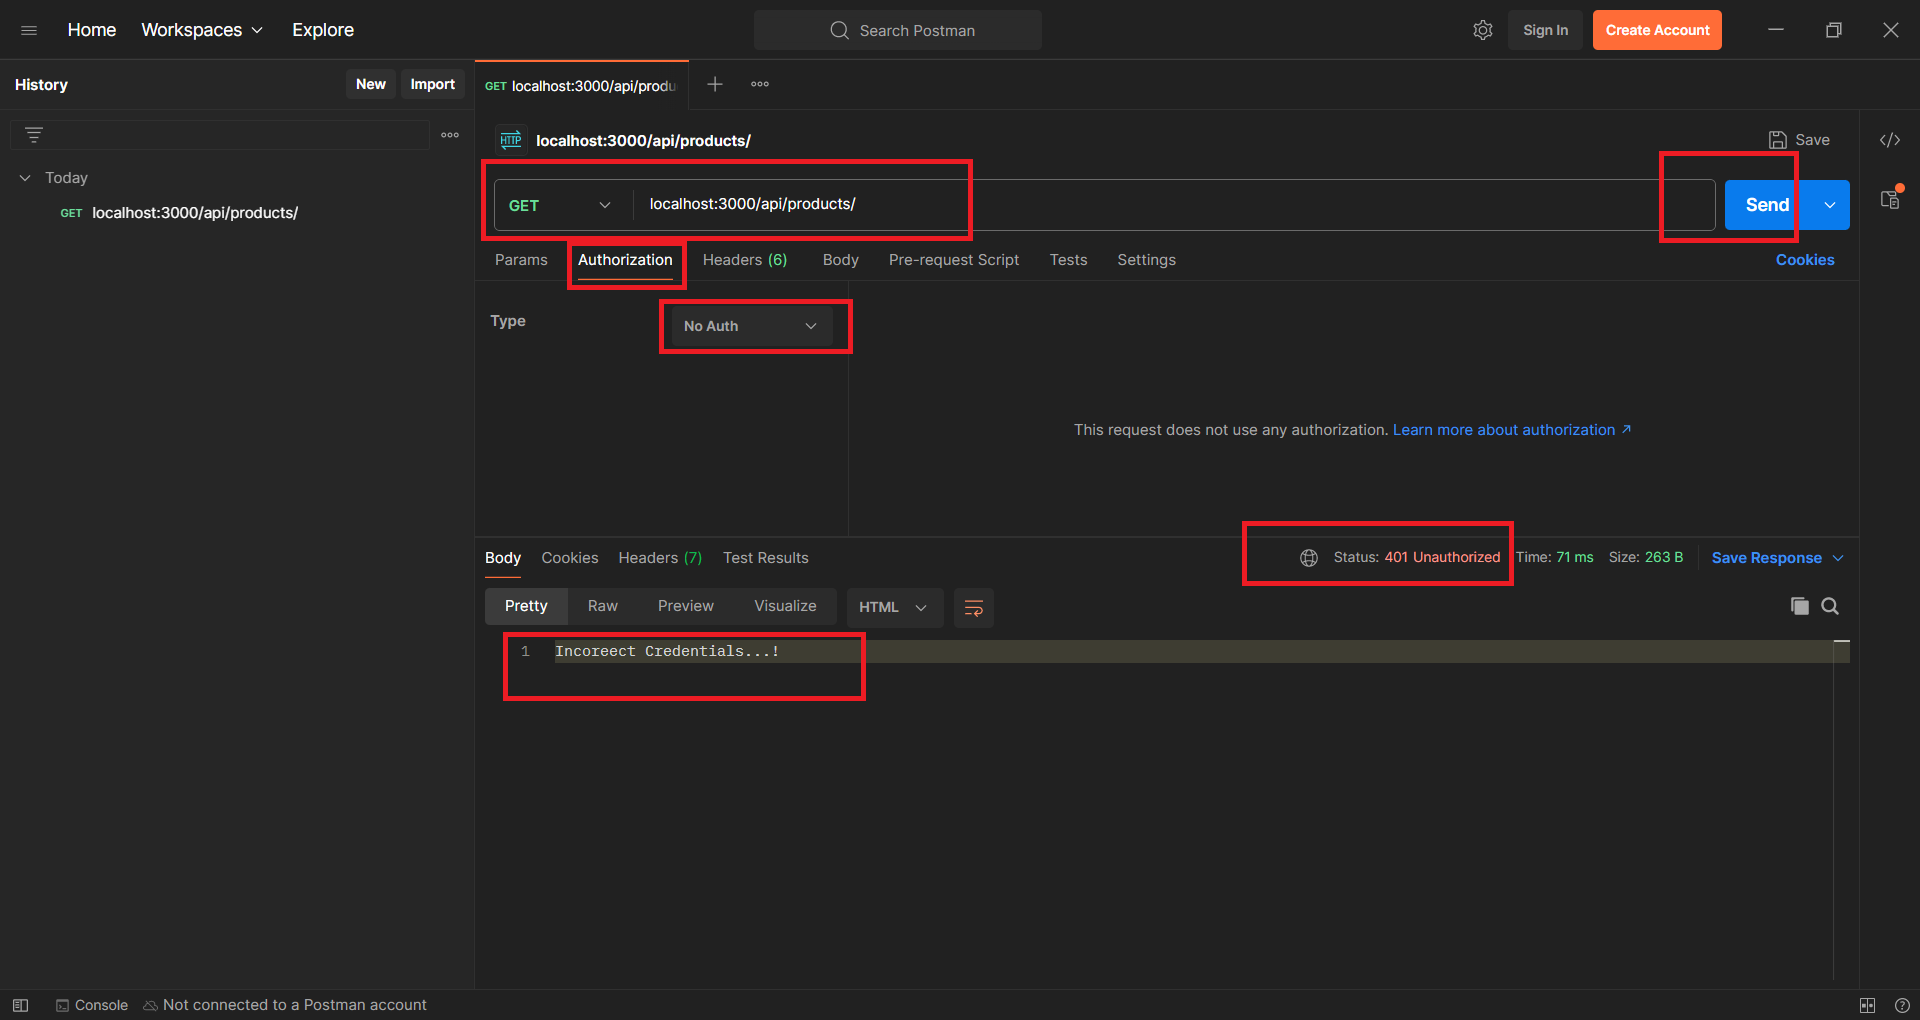 Home Workspaces Explore Search Postman Sign In Create Account
History New Import GET localhost:3000/api/produ
HTTP localhost:3000/api/products/ Save
Today
GET localhost:3000/api/products/
GET localhost:3000/api/products/ Send
Params Authorization Headers (6) Body Pre-request Script Tests Settings Cookies
Type No Auth
This request does not use any authorization. Learn more about authorization ↗
Body Cookies Headers (7) Test Results Status: 401 Unauthorized Time: 71 ms Size: 263 B Save Response
Pretty Raw Preview Visualize HTML
1 Incoreect Credentials...!
Console Not connected to a Postman account